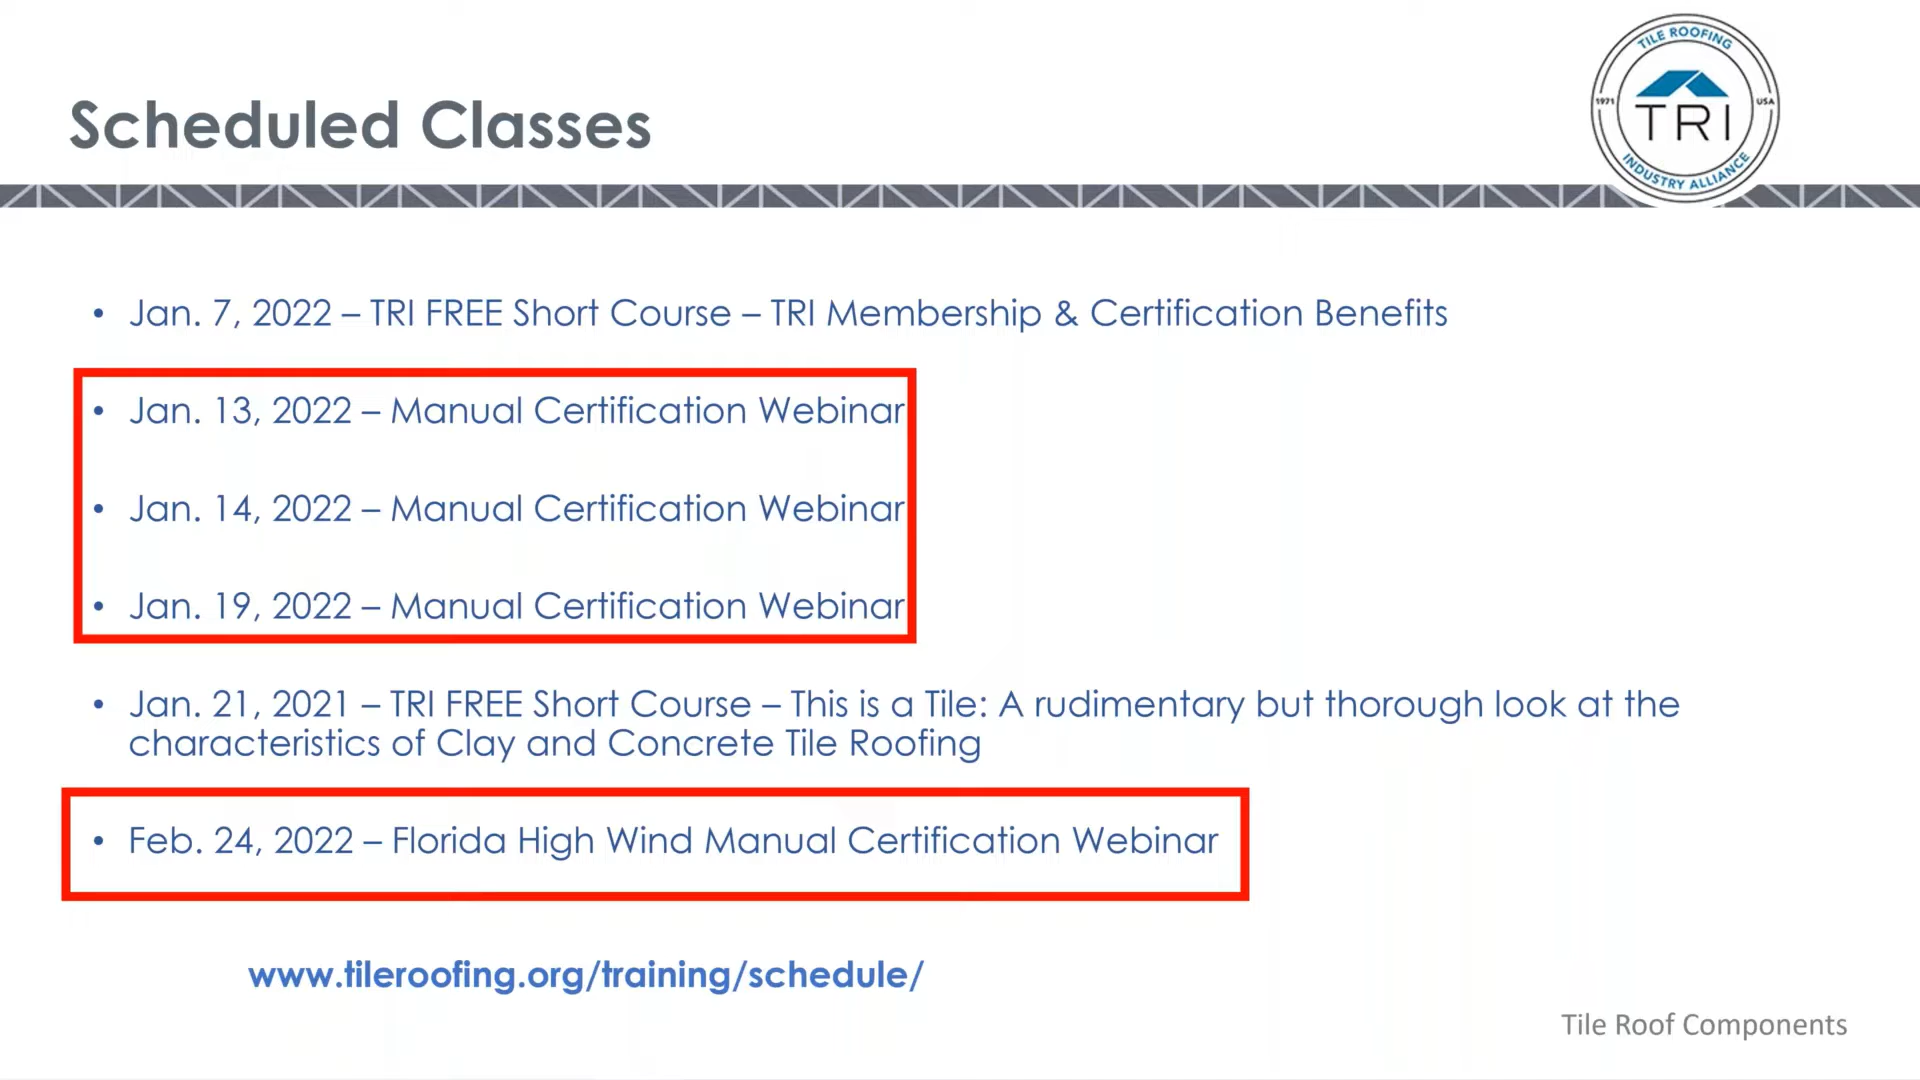 TILE ROOFING
1971
TRI
USA
INDUSTRY ALLIANCE
Scheduled Classes
• Jan. 7, 2022 – TRI FREE Short Course – TRI Membership & Certification Benefits
• Jan. 13, 2022 – Manual Certification Webinar
• Jan. 14, 2022 – Manual Certification Webinar
• Jan. 19, 2022 – Manual Certification Webinar
• Jan. 21, 2021 – TRI FREE Short Course – This is a Tile: A rudimentary but thorough look at the
characteristics of Clay and Concrete Tile Roofing
• Feb. 24, 2022 – Florida High Wind Manual Certification Webinar
www.tileroofing.org/training/schedule/
Tile Roof Components